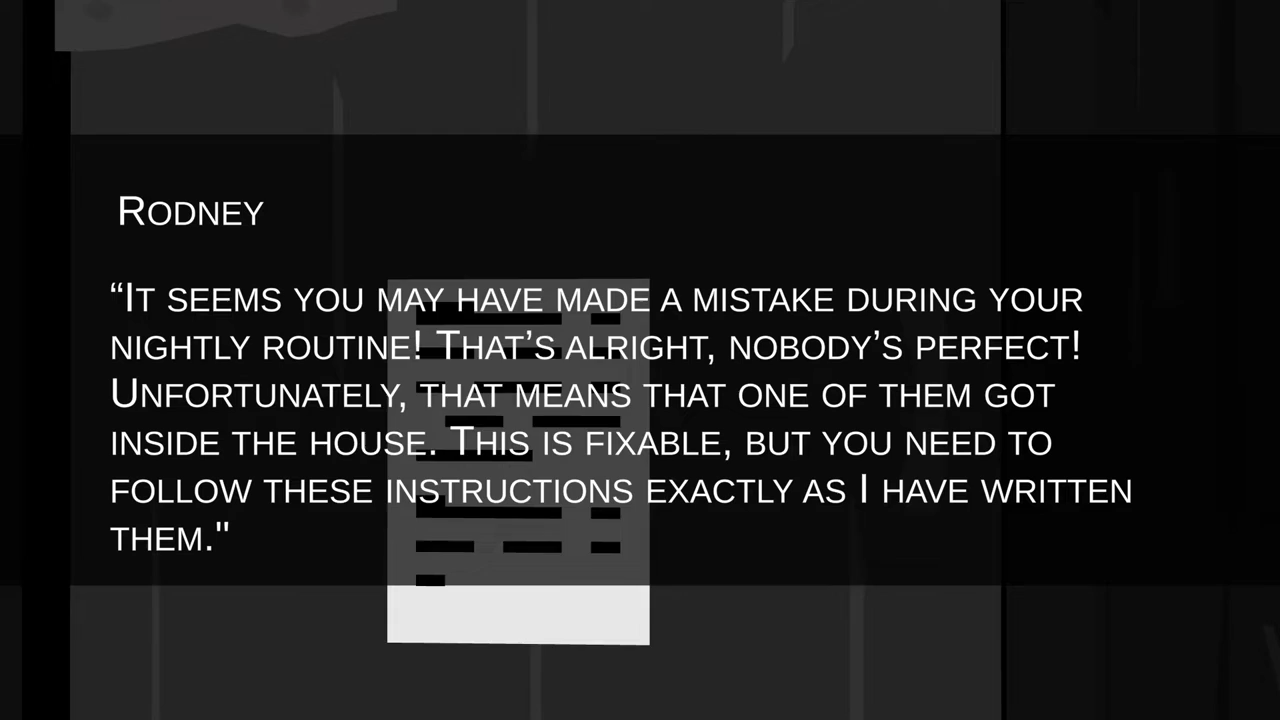 Rodney
“It seems you may have made a mistake during your
nightly routine! That’s alright, nobody’s perfect!
Unfortunately, that means that one of them got
inside the house. This is fixable, but you need to
follow these instructions exactly as I have written
them."